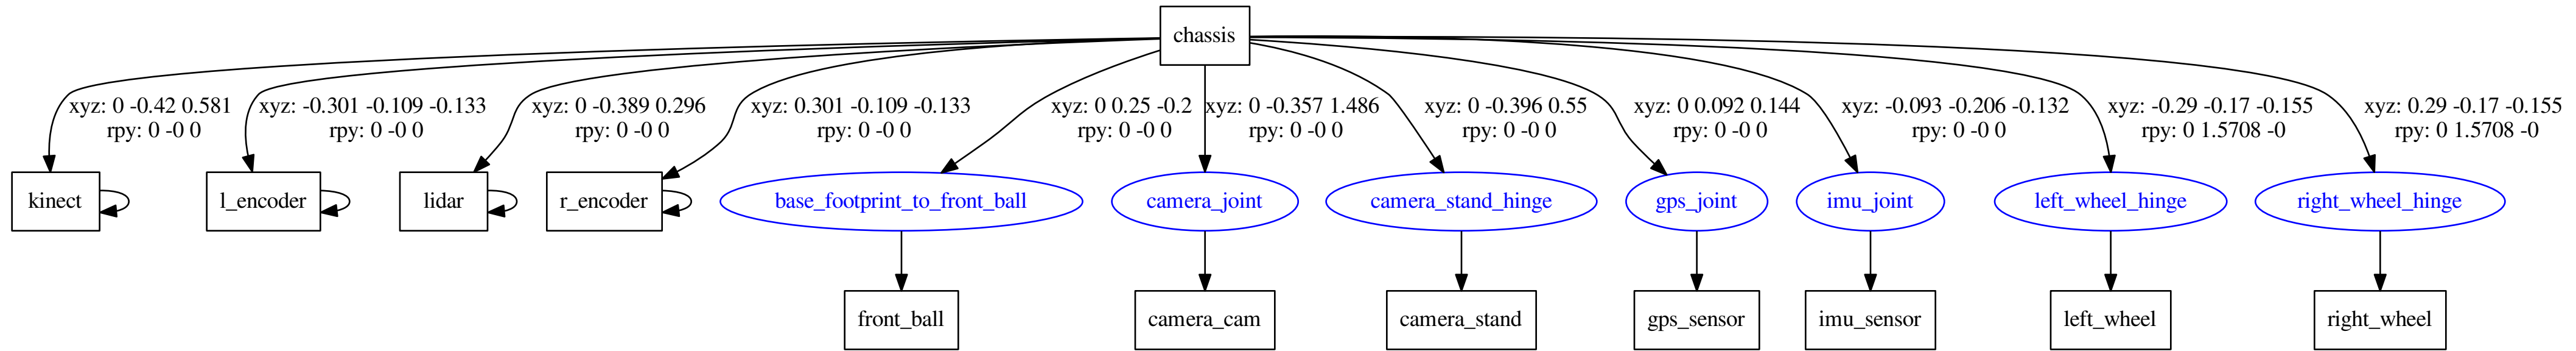 chassis
xyz: 0 -0.42 0.581
rpy: 0 -0 0
xyz: -0.301 -0.109 -0.133
rpy: 0 -0 0
xyz: 0 -0.389 0.296
rpy: 0 -0 0
xyz: 0.301 -0.109 -0.133
rpy: 0 -0 0
xyz: 0 0.25 -0.2
rpy: 0 -0 0
xyz: 0 -0.357 1.486
rpy: 0 -0 0
xyz: 0 -0.396 0.55
rpy: 0 -0 0
xyz: 0 0.092 0.144
rpy: 0 -0 0
xyz: -0.093 -0.206 -0.132
rpy: 0 -0 0
xyz: -0.29 -0.17 -0.155
rpy: 0 1.5708 -0
xyz: 0.29 -0.17 -0.155
rpy: 0 1.5708 -0
kinect
l_encoder
lidar
r_encoder
base_footprint_to_front_ball
camera_joint
camera_stand_hinge
gps_joint
imu_joint
left_wheel_hinge
right_wheel_hinge
front_ball
camera_cam
camera_stand
gps_sensor
imu_sensor
left_wheel
right_wheel